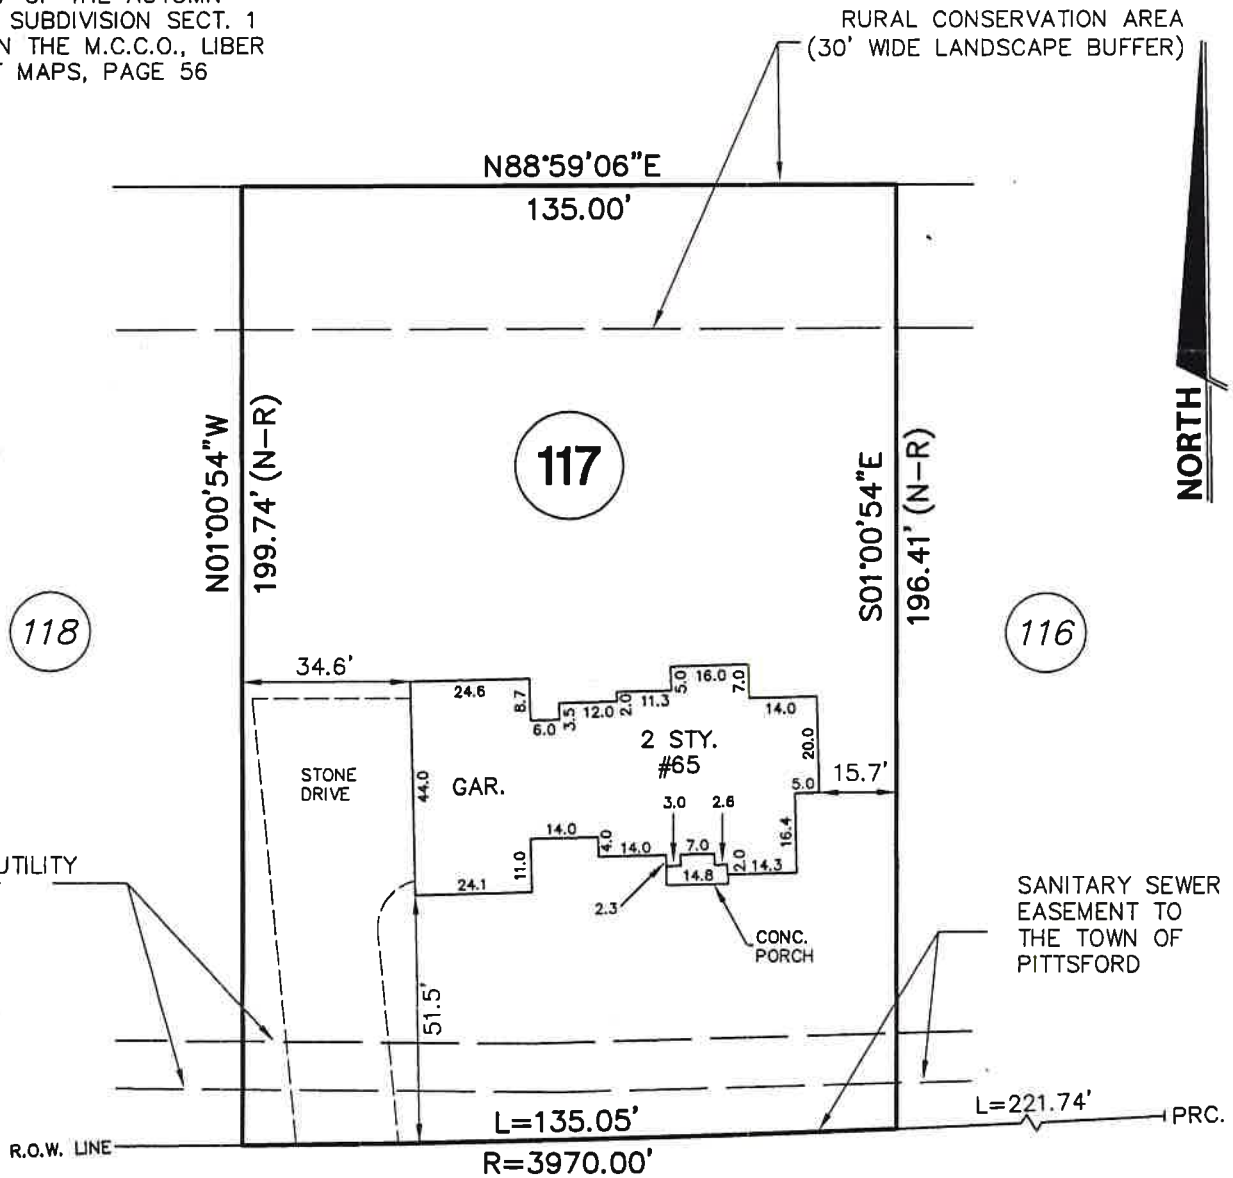 SUBDIVISION SECT. 1
THE M.C.C.O., LIBER
MAPS, PAGE 56
RURAL CONSERVATION AREA
(30' WIDE LANDSCAPE BUFFER)
N88°59'06"E
135.00'
NORTH
N01°00'54"W
199.74' (N-R)
117
S01°00'54"E
196.41' (N-R)
118
116
34.6'
24.6
8.7
6.0
3.5
12.0
2.0
11.3
5.0
16.0
7.0
14.0
20.0
2 STY.
#65
15.7'
5.0
STONE
DRIVE
44.0
GAR.
3.0
2.6
16.4
14.0
4.0
14.0
7.0
2.0
14.3
11.0
24.1
14.8
2.3
CONC.
PORCH
UTILITY
SANITARY SEWER
EASEMENT TO
THE TOWN OF
PITTSFORD
51.5'
L=135.05'
R=3970.00'
L=221.74'
PRC.
R.O.W. LINE